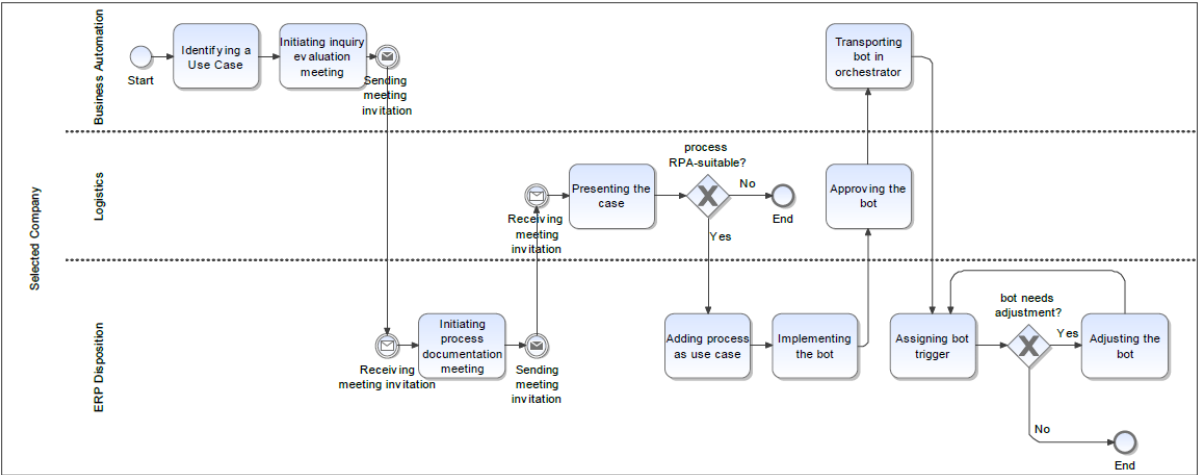 Selected Company
Business Automation
Start
Identifying a
Use Case
Initiating inquiry
evaluation
meeting
Sending
meeting
invitation
Transporting
bot in
orchestrator
Logistics
Receiving
meeting
invitation
Presenting the
case
process
RPA-suitable?
No
End
Yes
Approving the
bot
ERP Disposition
Receiving
meeting invitation
Initiating
process
documentation
meeting
Sending
meeting
invitation
Adding process
as use case
Implementing
the bot
Assigning bot
trigger
bot needs
adjustment?
Yes
Adjusting the
bot
No
End